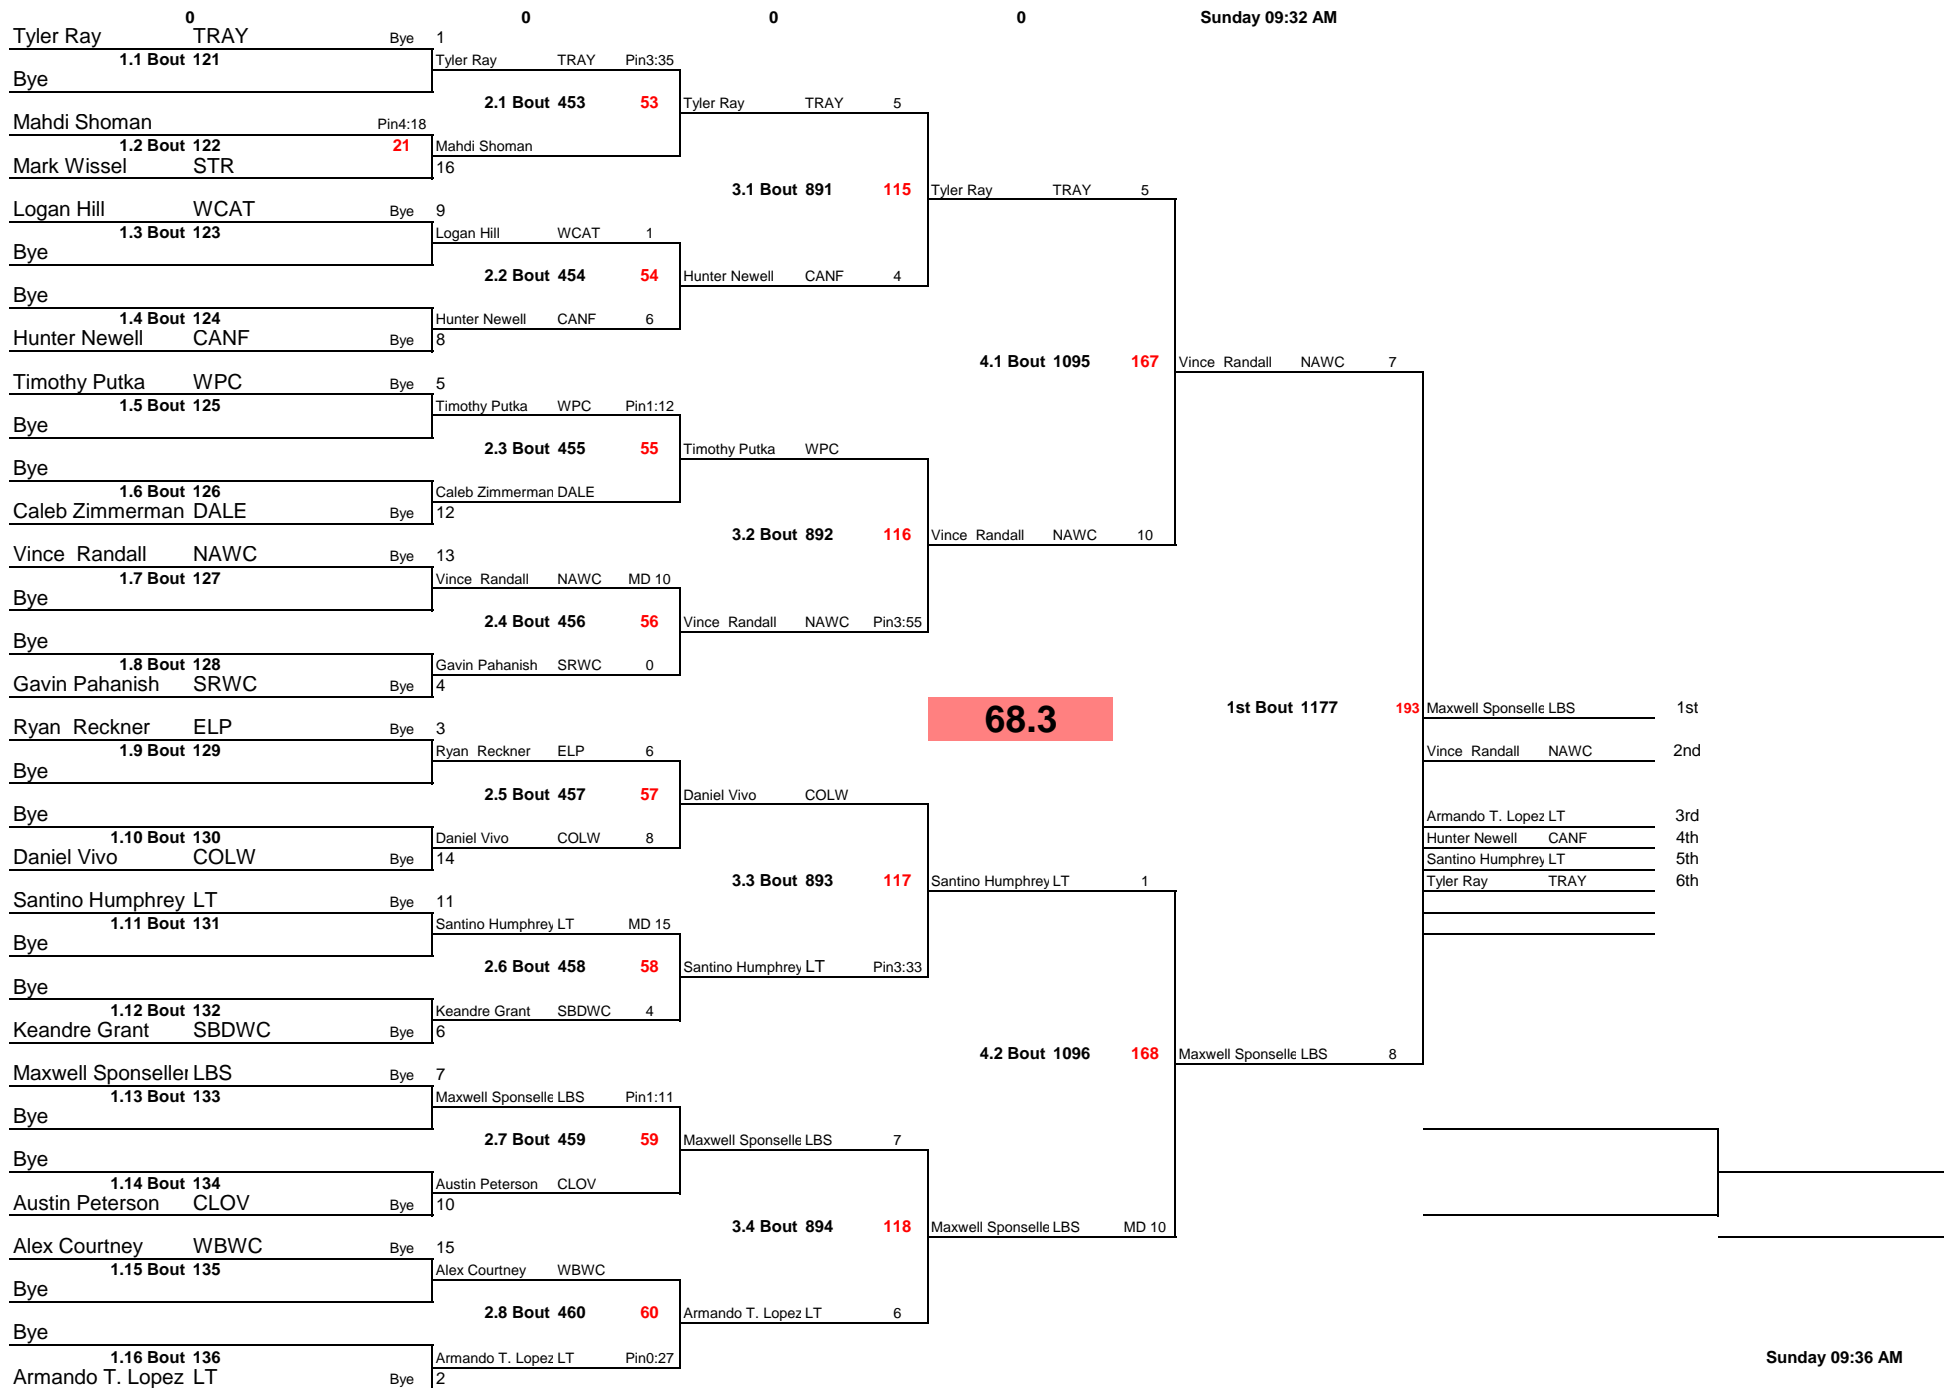 0 0 0 0 Sunday 09:32 AM
Tyler Ray TRAY Bye 1
1.1 Bout 121 Tyler Ray TRAY Pin3:35
Bye
2.1 Bout 453 53 Tyler Ray TRAY 5
Mahdi Shoman Pin4:18
1.2 Bout 122 21 Mahdi Shoman
Mark Wissel STR 16
3.1 Bout 891 115 Tyler Ray TRAY 5
Logan Hill WCAT Bye 9
1.3 Bout 123 Logan Hill WCAT 1
Bye
2.2 Bout 454 54 Hunter Newell CANF 4
Bye
1.4 Bout 124 Hunter Newell CANF 6
Hunter Newell CANF Bye 8
4.1 Bout 1095 167 Vince Randall NAWC 7
Timothy Putka WPC Bye 5
1.5 Bout 125 Timothy Putka WPC Pin1:12
Bye
2.3 Bout 455 55 Timothy Putka WPC
Bye
1.6 Bout 126 Caleb Zimmerman DALE
Caleb Zimmerman DALE Bye 12
3.2 Bout 892 116 Vince Randall NAWC 10
Vince Randall NAWC Bye 13
1.7 Bout 127 Vince Randall NAWC MD 10
Bye
2.4 Bout 456 56 Vince Randall NAWC Pin3:55
Bye
1.8 Bout 128 Gavin Pahanish SRWC 0
Gavin Pahanish SRWC Bye 4
68.3 1st Bout 1177 193 Maxwell Sponselle LBS 1st
Ryan Reckner ELP Bye 3
1.9 Bout 129 Ryan Reckner ELP 6 Vince Randall NAWC 2nd
Bye
2.5 Bout 457 57 Daniel Vivo COLW
Bye Armando T. Lopez LT 3rd
1.10 Bout 130 Daniel Vivo COLW 8 Hunter Newell CANF 4th
Daniel Vivo COLW Bye 14 Santino Humphrey LT 5th
3.3 Bout 893 117 Santino Humphrey LT 1 Tyler Ray TRAY 6th
Santino Humphrey LT Bye 11
1.11 Bout 131 Santino Humphrey LT MD 15
Bye
2.6 Bout 458 58 Santino Humphrey LT Pin3:33
Bye
1.12 Bout 132 Keandre Grant SBDWC 4
Keandre Grant SBDWC Bye 6
4.2 Bout 1096 168 Maxwell Sponselle LBS 8
Maxwell Sponseller LBS Bye 7
1.13 Bout 133 Maxwell Sponselle LBS Pin1:11
Bye
2.7 Bout 459 59 Maxwell Sponselle LBS 7
Bye
1.14 Bout 134 Austin Peterson CLOV
Austin Peterson CLOV Bye 10
3.4 Bout 894 118 Maxwell Sponselle LBS MD 10
Alex Courtney WBWC Bye 15
1.15 Bout 135 Alex Courtney WBWC
Bye
2.8 Bout 460 60 Armando T. Lopez LT 6
Bye
1.16 Bout 136 Armando T. Lopez LT Pin0:27 Sunday 09:36 AM
Armando T. Lopez LT Bye 2